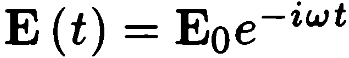 𝐄 (t) = 𝐄₀e^{-iωt}